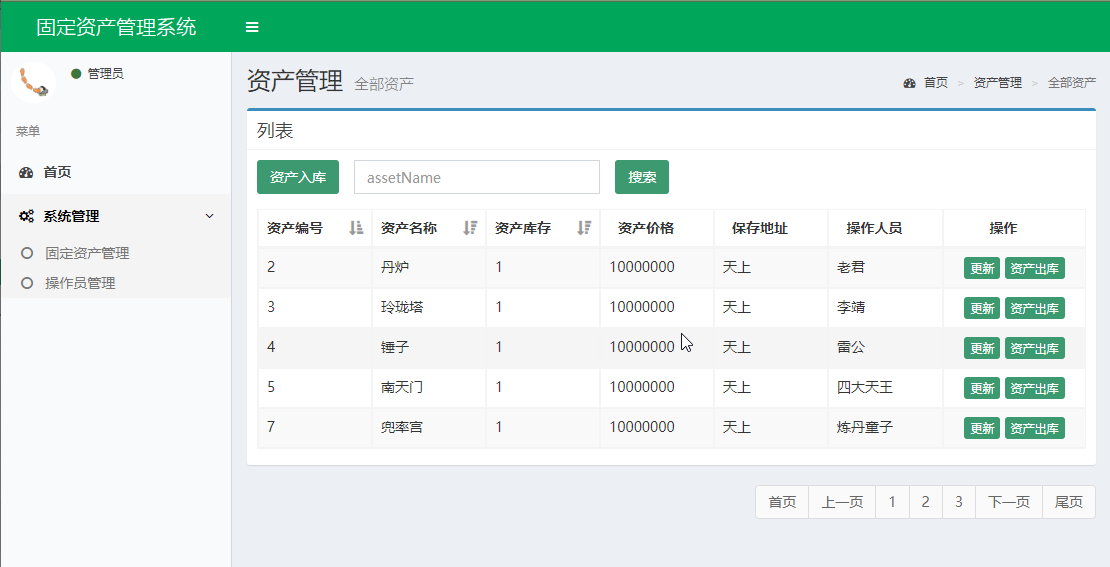 固定资产管理系统
管理员
菜单
首页
系统管理
固定资产管理
操作员管理
资产管理 全部资产
首页 > 资产管理 > 全部资产
列表
资产入库 assetName 搜索
资产编号 资产名称 资产库存 资产价格 保存地址 操作人员 操作
2 丹炉 1 10000000 天上 老君 更新 资产出库
3 玲珑塔 1 10000000 天上 李靖 更新 资产出库
4 锤子 1 10000000 天上 雷公 更新 资产出库
5 南天门 1 10000000 天上 四大天王 更新 资产出库
7 兜率宫 1 10000000 天上 炼丹童子 更新 资产出库
首页 上一页 1 2 3 下一页 尾页